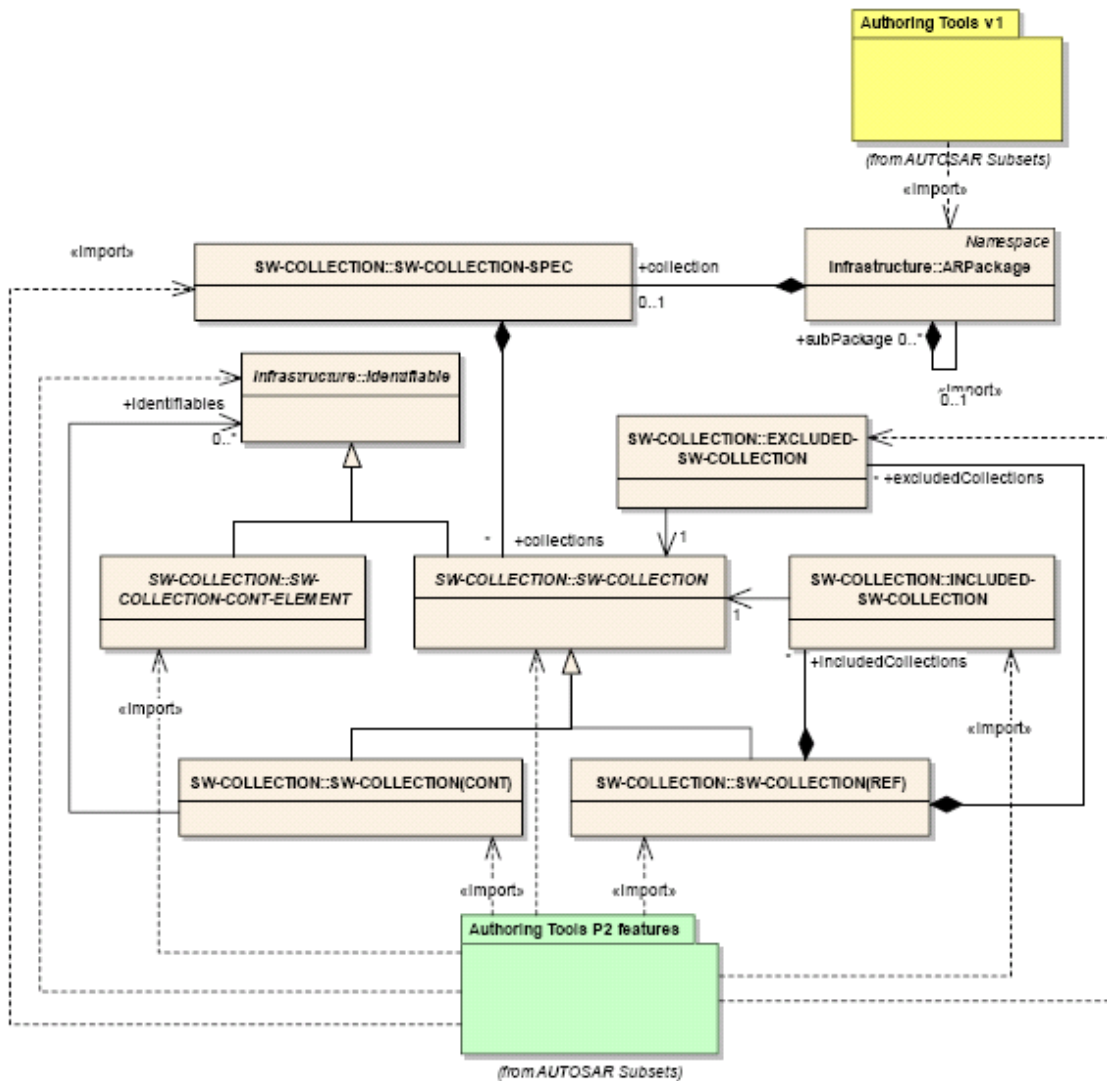 Authoring Tools v1
(from AUTOSAR Subsets)
«import»
«import»
SW-COLLECTION::SW-COLLECTION-SPEC
+collection
0..1
Namespace
Infrastructure::ARPackage
+subPackage 0..*
«import»
0..1
Infrastructure::Identifiable
+identifiables
0..*
SW-COLLECTION::EXCLUDED-
SW-COLLECTION
* +excludedCollections
1
* +collections
SW-COLLECTION::SW-
COLLECTION-CONT-ELEMENT
SW-COLLECTION::SW-COLLECTION
SW-COLLECTION::INCLUDED-
SW-COLLECTION
1
* +includedCollections
«import»
«import»
SW-COLLECTION::SW-COLLECTION(CONT)
SW-COLLECTION::SW-COLLECTION(REF)
«import»
«import»
Authoring Tools P2 features
(from AUTOSAR Subsets)